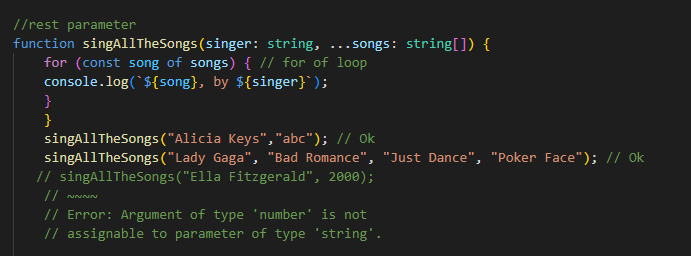 //rest parameter
function singAllTheSongs(singer: string, ...songs: string[]) {
for (const song of songs) { // for of loop
console.log(`${song}, by ${singer}`);
}
}
singAllTheSongs("Alicia Keys","abc"); // Ok
singAllTheSongs("Lady Gaga", "Bad Romance", "Just Dance", "Poker Face"); // Ok
// singAllTheSongs("Ella Fitzgerald", 2000);
// ~~~~
// Error: Argument of type 'number' is not
// assignable to parameter of type 'string'.